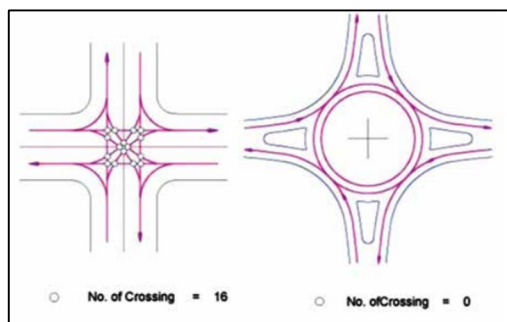 No. of Crossing = 16
No. ofCrossing = 0